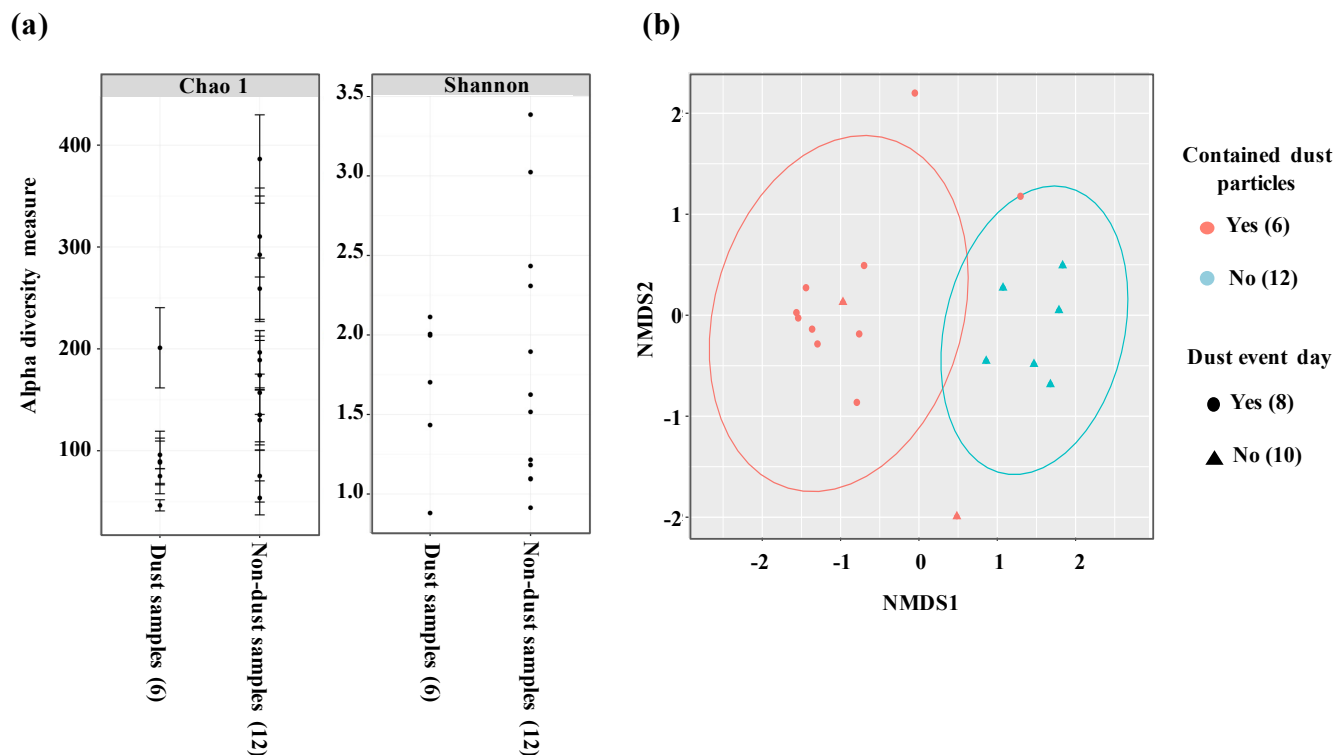 (a)
(b)
Chao 1
Shannon
Alpha diversity measure
400
300
200
100
3.5
3.0
2.5
2.0
1.5
1.0
Dust samples (6)
Non-dust samples (12)
Dust samples (6)
Non-dust samples (12)
NMDS2
2
1
0
-1
-2
-2
-1
0
1
2
NMDS1
Contained dust
particles
Yes (6)
No (12)
Dust event day
Yes (8)
No (10)